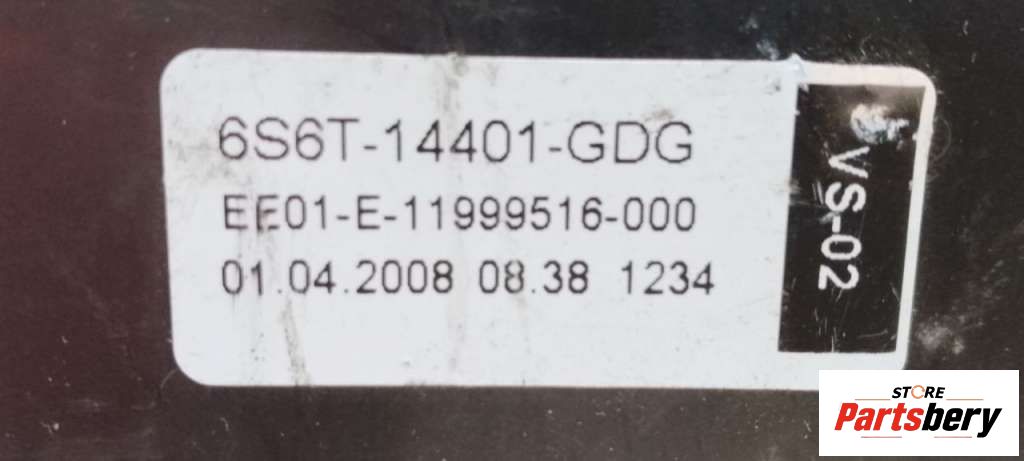 6S6T-14401-GDG
EE01-E-11999516-000
01.04.2008 08.38 1234
VS-02
STORE
Partsbery